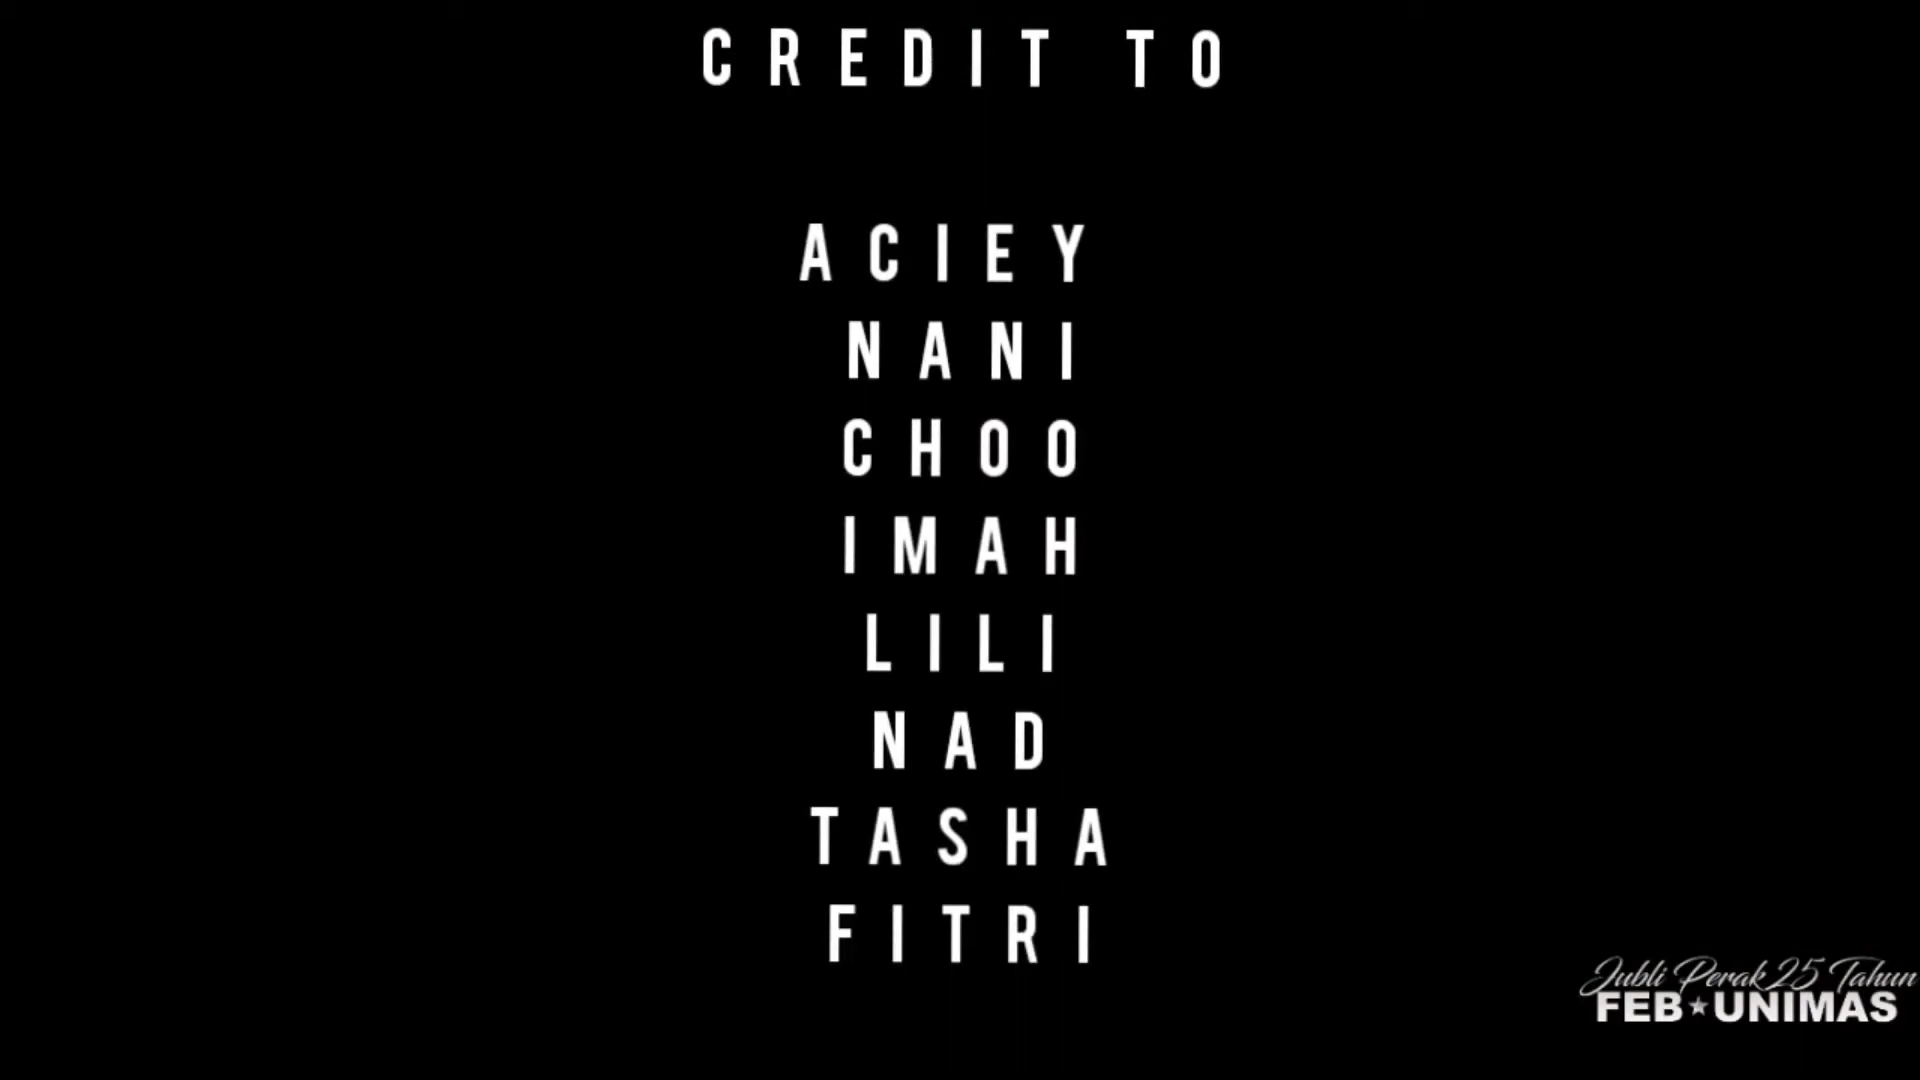 CREDIT TO
ACIEY
NANI
CHOO
IMAH
LILI
NAD
TASHA
FITRI
Jubli Perak 25 Tahun
FEB★UNIMAS